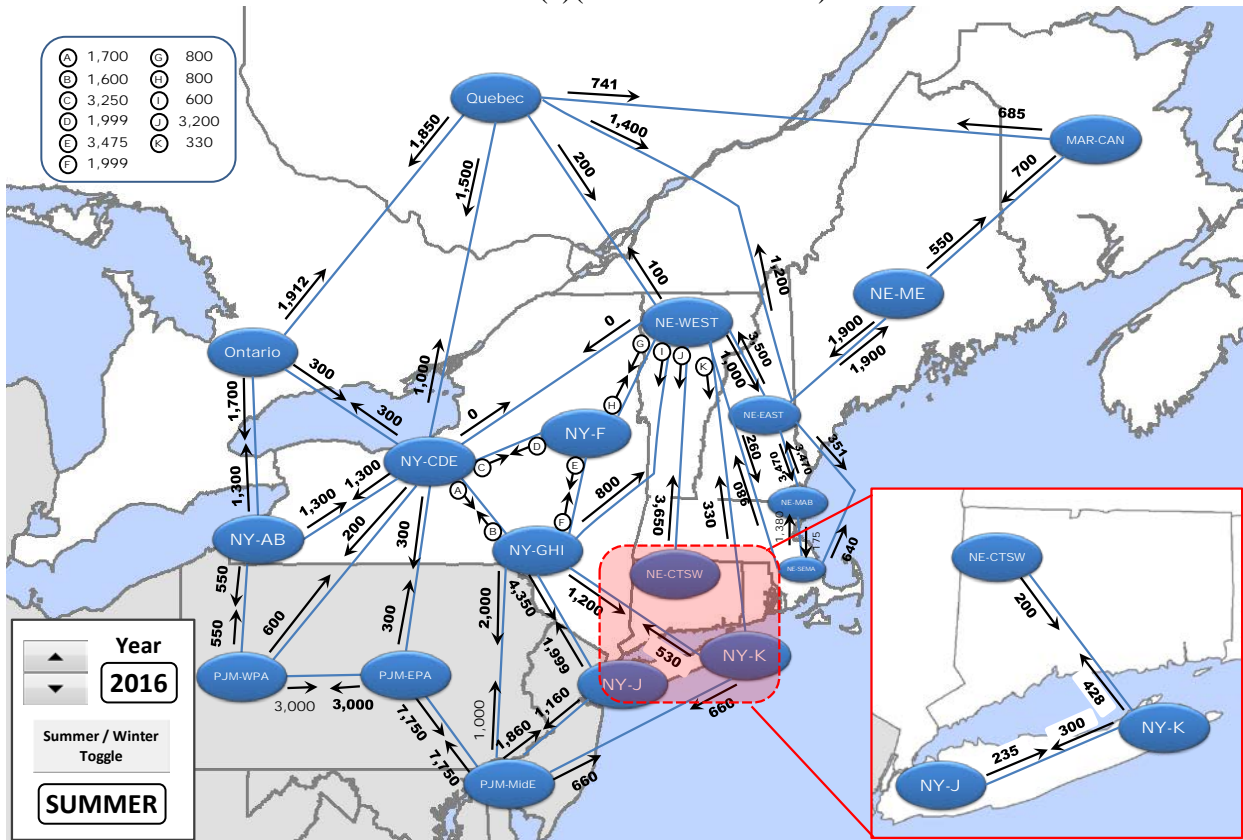 A 1,700 G 800
B 1,600 H 800
C 3,250 I 600
D 1,999 J 3,200
E 3,475 K 330
F 1,999
Quebec
741
685
MAR-CAN
1,850
1,500
200
1,400
700
550
1,912
100
1,200
NE-ME
NE-WEST
0
1,900
1,900
Ontario
300
300
1,000
0
G I J K
3,500
1,000
1,700
H
NE-EAST
NY-F
351
NY-CDE
C D
E
260
3,470
3,470
1,300
1,300
1,300
A
B
F
800
980
NE-MAB
200
300
3,650
330
1,380
175
640
NY-AB
NY-GHI
NE-SEMA
NE-CTSW
550
550
600
300
2,000
4,350
1,200
1,999
530
NY-K
PJM-WPA
PJM-EPA
NY-J
3,000
3,000
1,000
1,160
660
7,750
7,750
1,860
660
PJM-MidE
Year
2016
Summer / Winter
Toggle
SUMMER
NE-CTSW
200
428
300
NY-K
235
NY-J